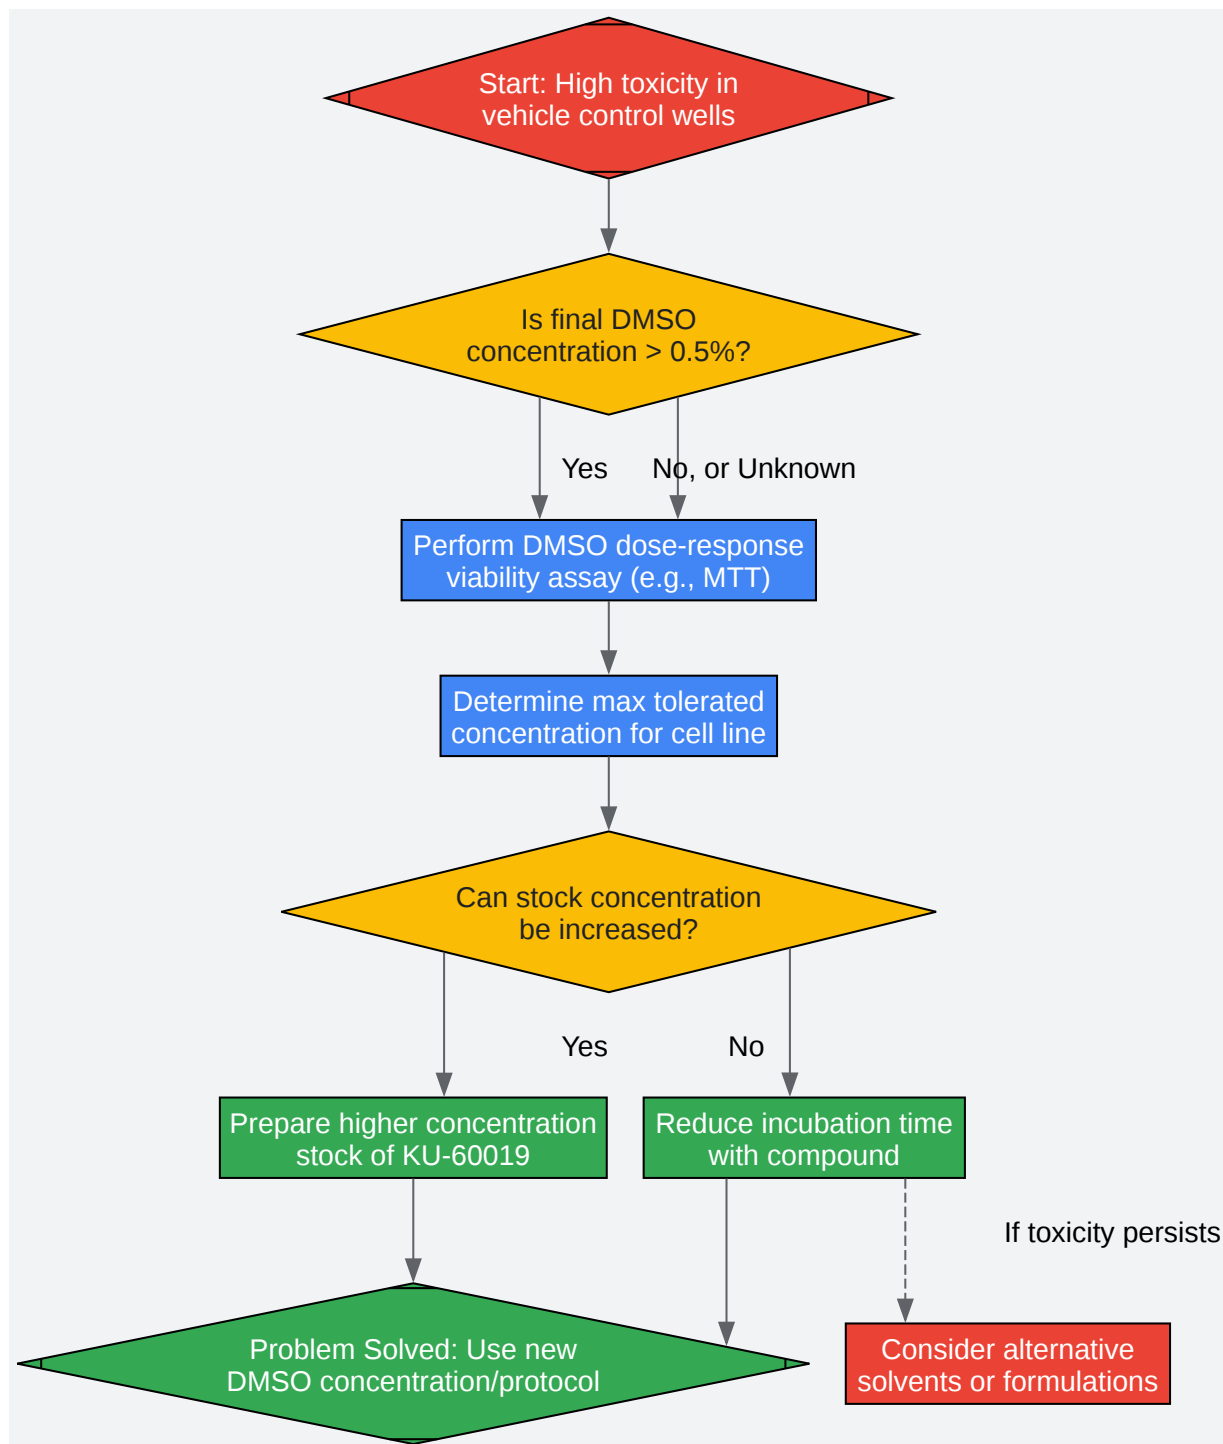 Start: High toxicity in
vehicle control wells
Is final DMSO
concentration > 0.5%?
Yes
No, or Unknown
Perform DMSO dose-response
viability assay (e.g., MTT)
Determine max tolerated
concentration for cell line
Can stock concentration
be increased?
Yes
No
Prepare higher concentration
stock of KU-60019
Reduce incubation time
with compound
If toxicity persists
Problem Solved: Use new
DMSO concentration/protocol
Consider alternative
solvents or formulations